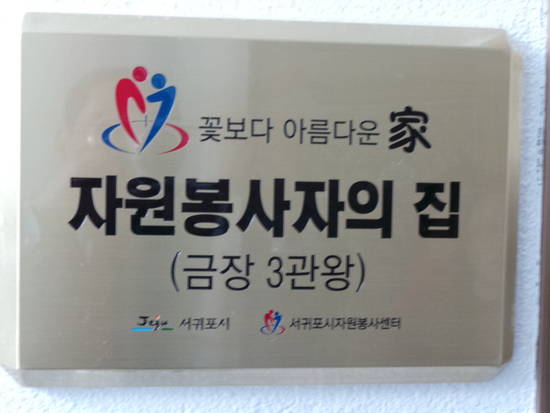 꽃보다 아름다운 家
자원봉사자의 집
(금장 3관왕)
Jeju 서귀포시 서귀포시자원봉사센터